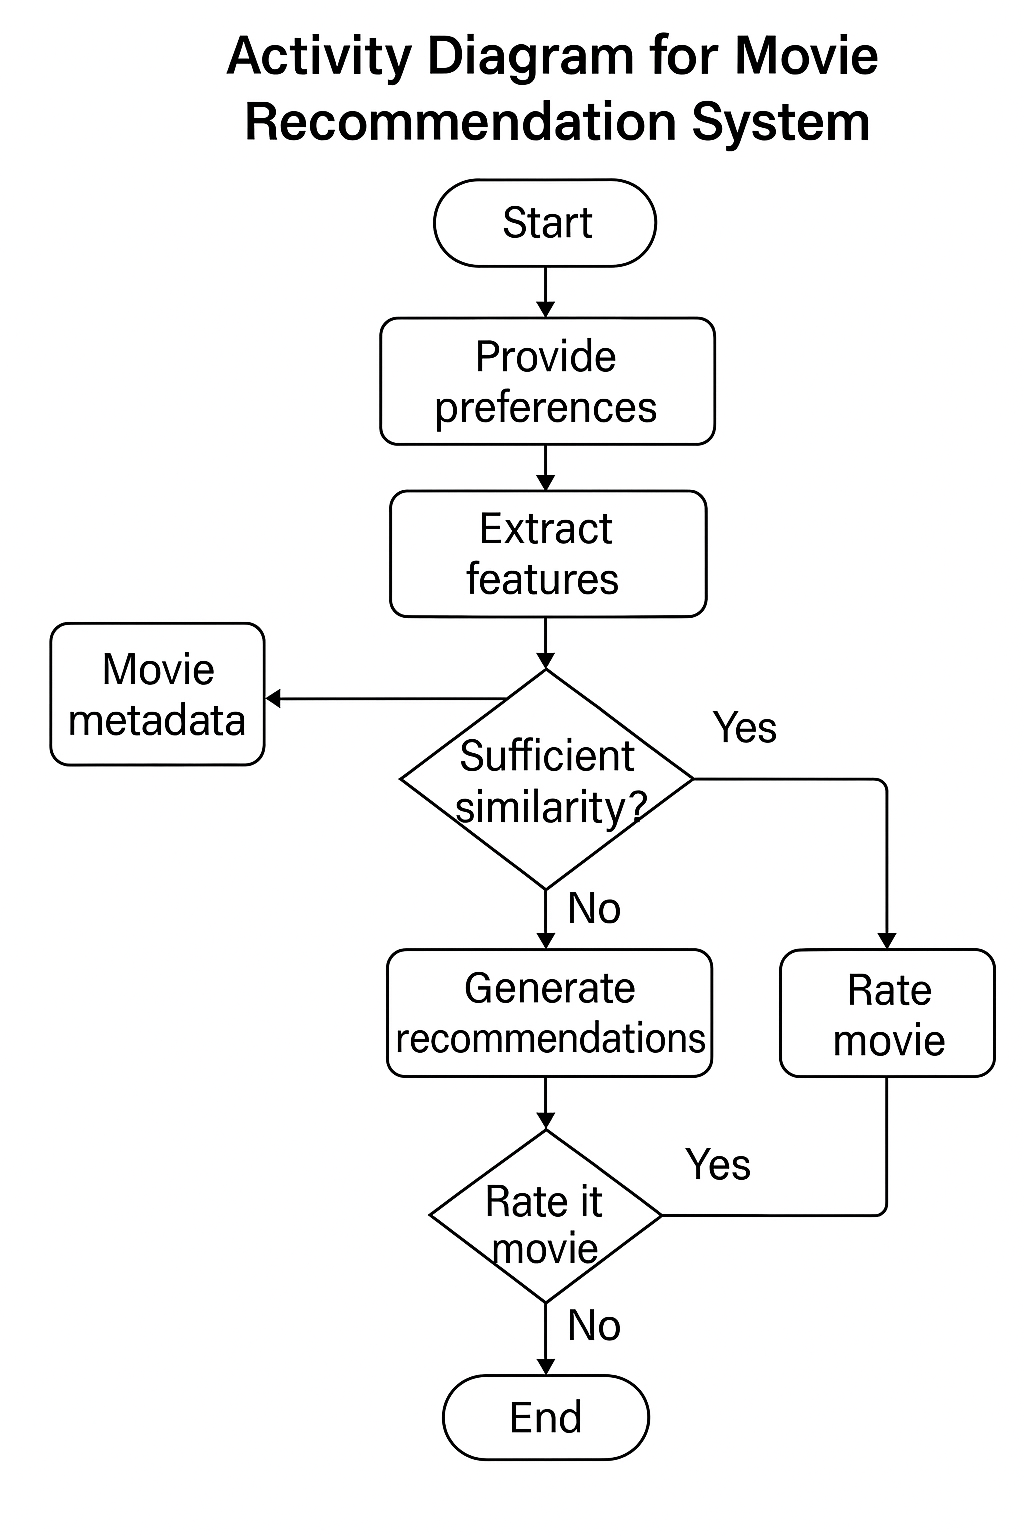 Activity Diagram for Movie
Recommendation System
Start
Provide
preferences
Extract
features
Movie
metadata
Sufficient
similarity?
Yes
No
Generate
recommendations
Rate
movie
Rate it
movie
Yes
No
End